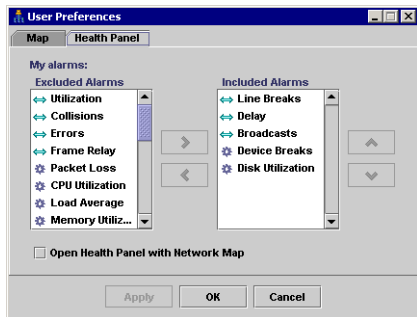 User Preferences
Map
Health Panel
My alarms:
Excluded Alarms
Utilization
Collisions
Errors
Frame Relay
Packet Loss
CPU Utilization
Load Average
Memory Utiliz...
Included Alarms
Line Breaks
Delay
Broadcasts
Device Breaks
Disk Utilization
Open Health Panel with Network Map
Apply
OK
Cancel